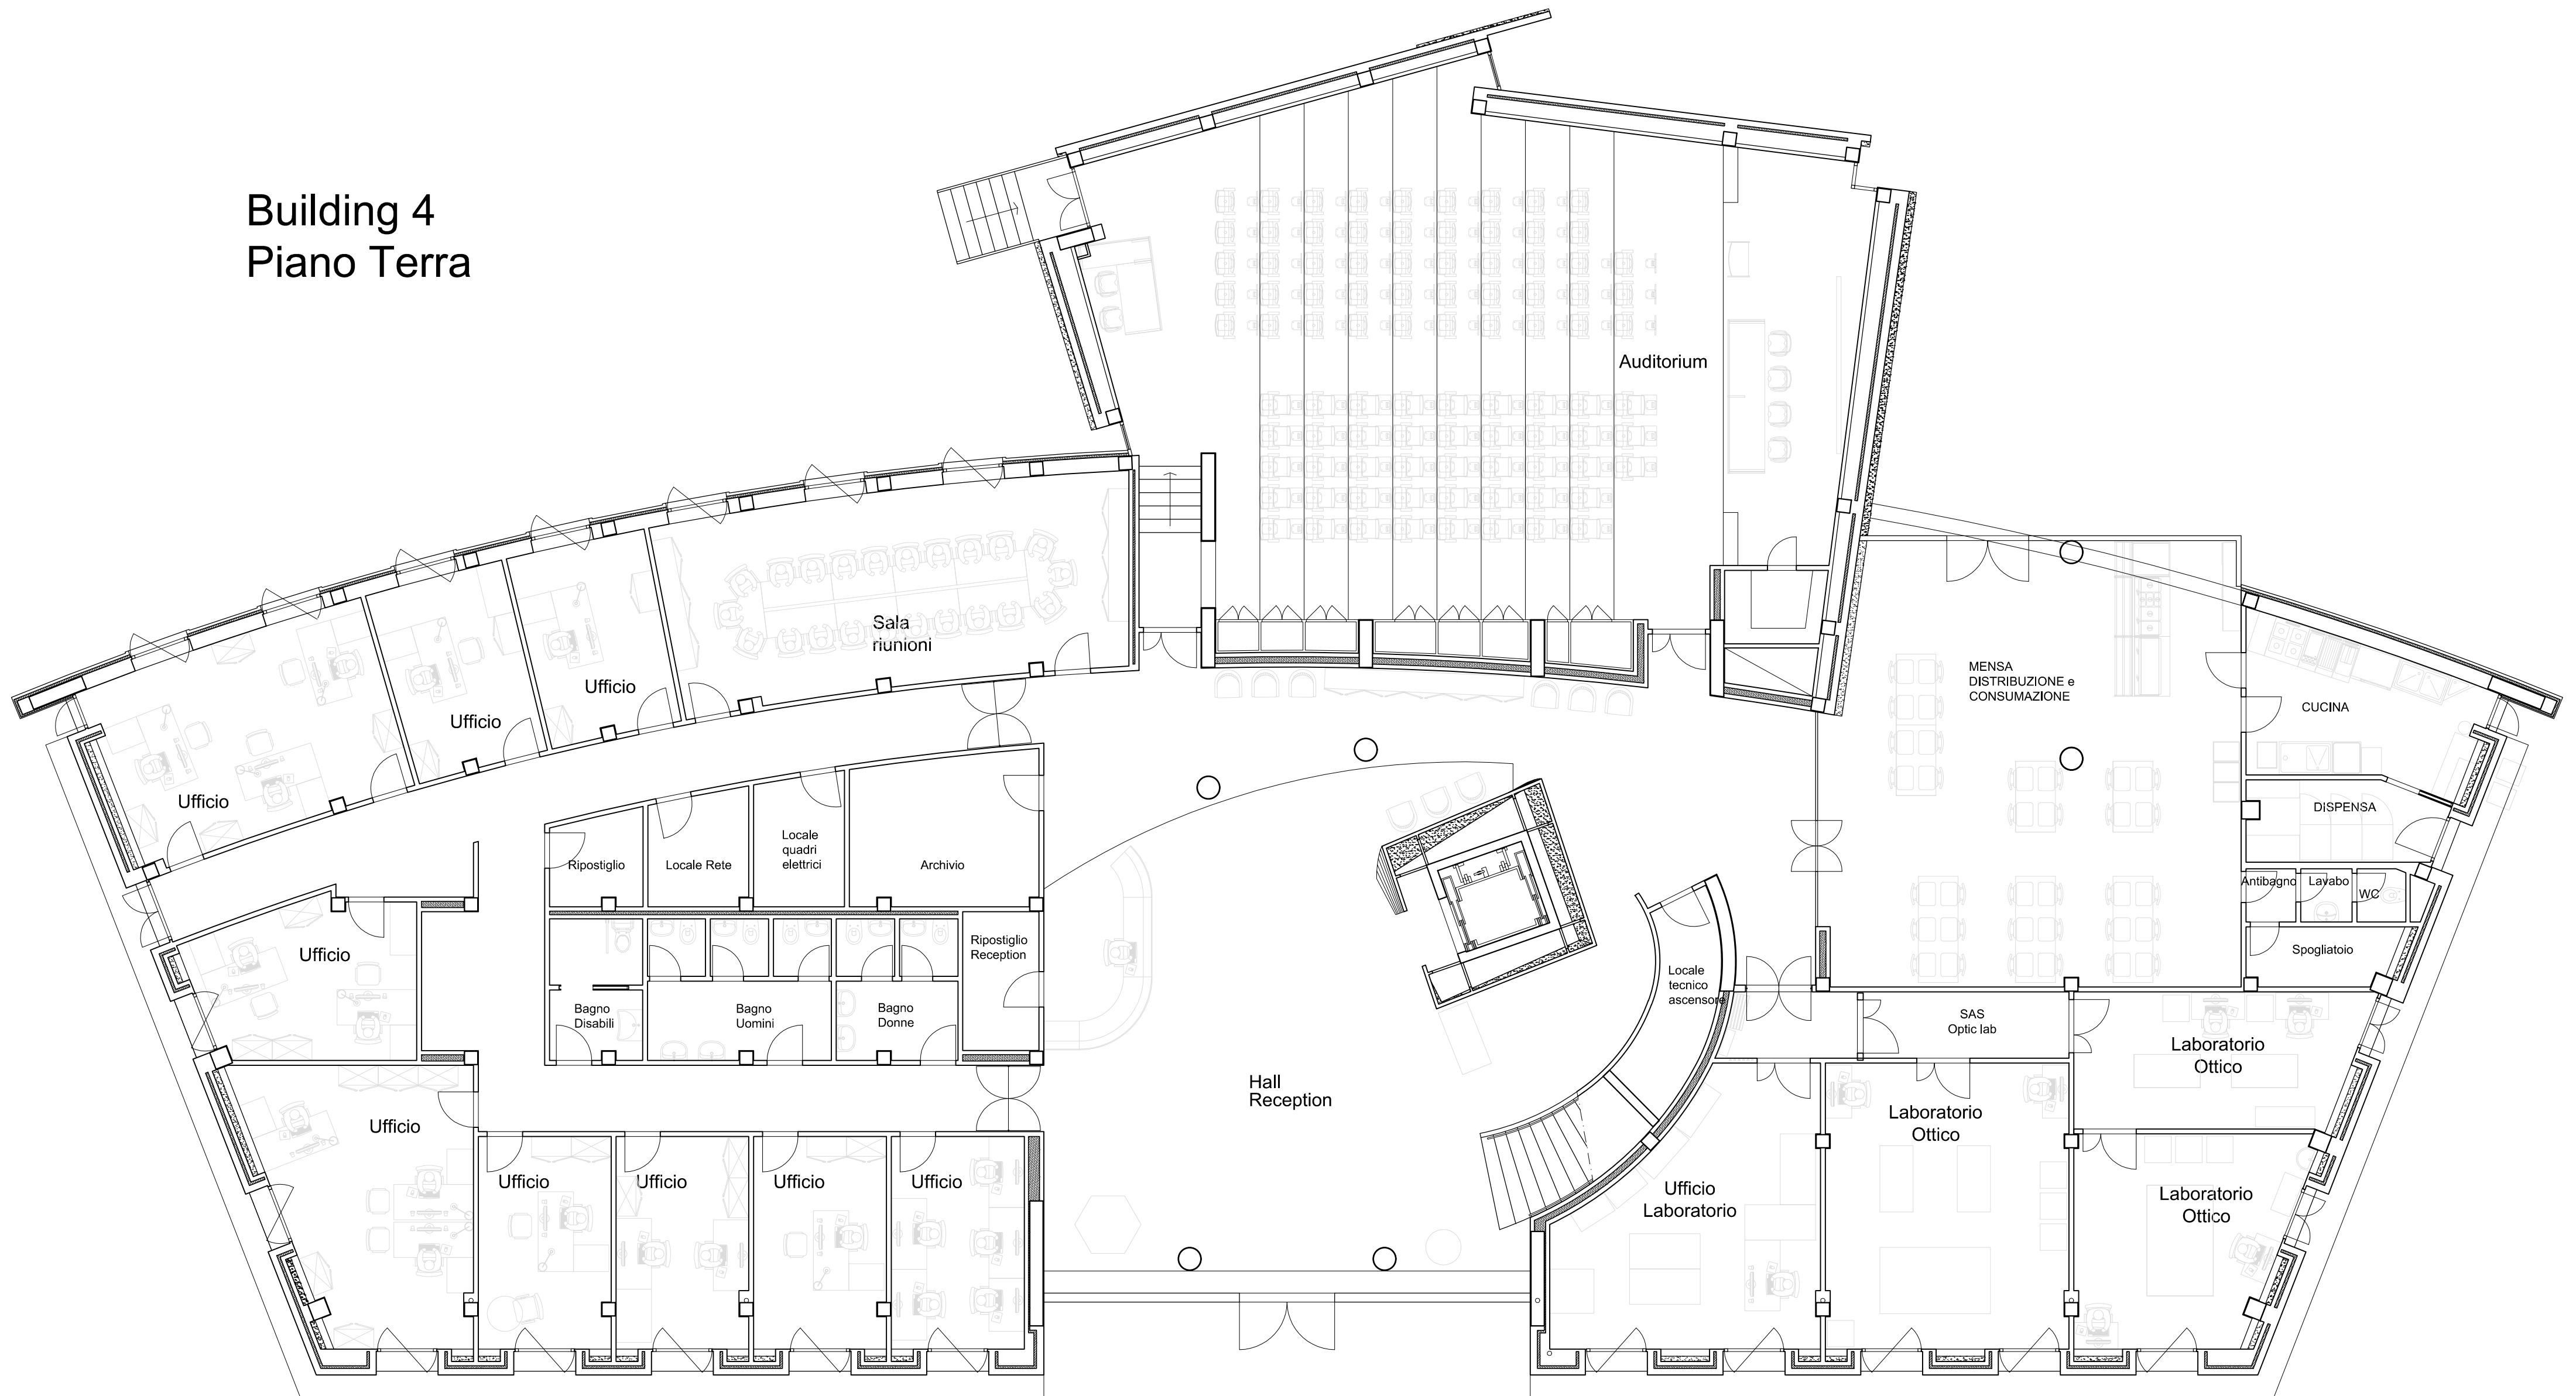 Building 4
Piano Terra
Auditorium
Sala
riunioni
Ufficio
Ufficio
Ufficio
MENSA
DISTRIBUZIONE e
CONSUMAZIONE
CUCINA
DISPENSA
Ripostiglio
Locale Rete
Locale
quadri
elettrici
Archivio
Antibagno
Lavabo
WC
Spogliatoio
Ufficio
Ripostiglio
Reception
Bagno
Disabili
Bagno
Uomini
Bagno
Donne
Locale
tecnico
ascensore
SAS
Optic lab
Laboratorio
Ottico
Hall
Reception
Ufficio
Laboratorio
Ottico
Ufficio
Ufficio
Ufficio
Ufficio
Ufficio
Laboratorio
Laboratorio
Ottico